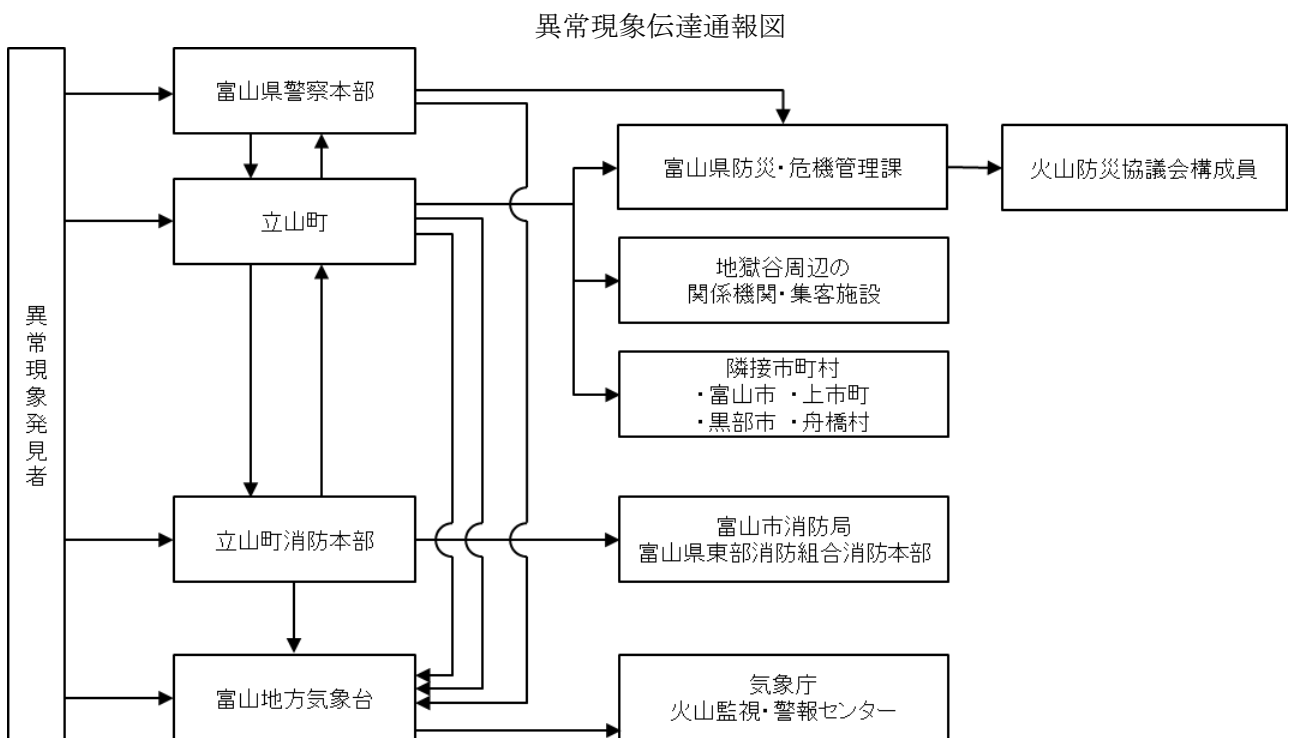 異常現象伝達通報図
異常現象発見者
富山県警察本部
立山町
立山町消防本部
富山地方気象台
富山県防災・危機管理課
地獄谷周辺の
関係機関・集客施設
隣接市町村
・富山市 ・上市町
・黒部市 ・舟橋村
富山市消防局
富山県東部消防組合消防本部
気象庁
火山監視・警報センター
火山防災協議会構成員